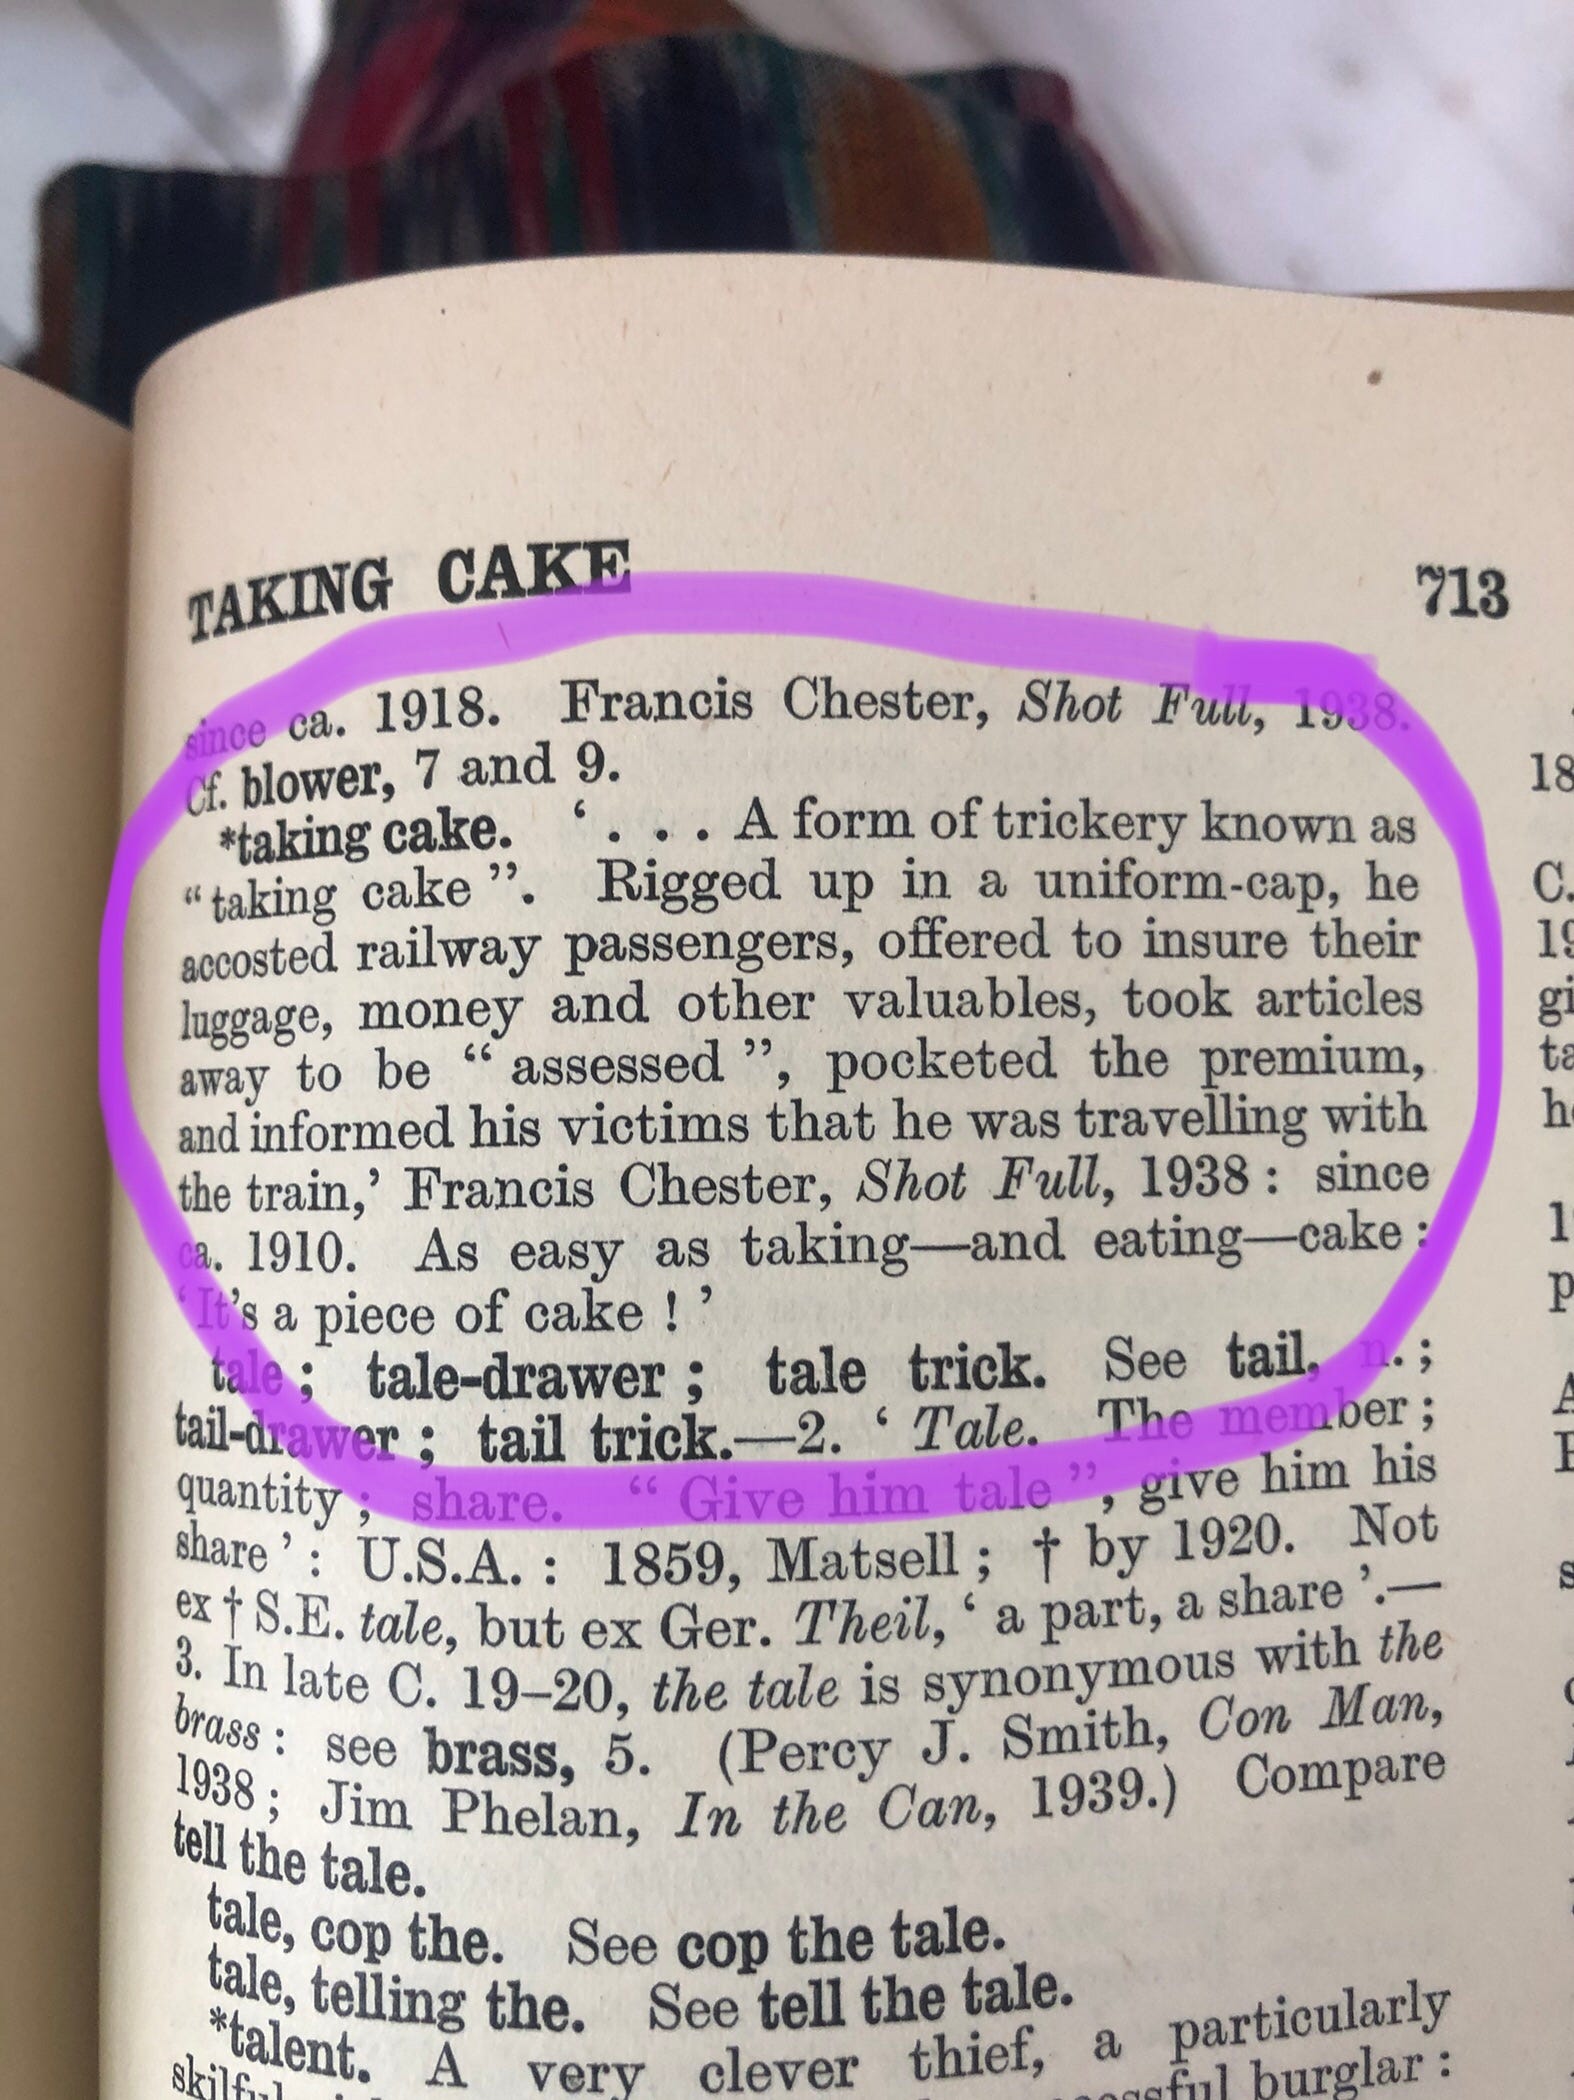 TAKING CAKE 713
since ca. 1918. Francis Chester, Shot Full, 1938.
Cf. blower, 7 and 9.
*taking cake. ‘. . . A form of trickery known as
“taking cake”. Rigged up in a uniform-cap, he
accosted railway passengers, offered to insure their
luggage, money and other valuables, took articles
away to be “assessed”, pocketed the premium,
and informed his victims that he was travelling with
the train,’ Francis Chester, Shot Full, 1938 : since
ca. 1910. As easy as taking—and eating—cake :
‘It’s a piece of cake ! ’
tale ; tale-drawer ; tale trick. See tail, n. ;
tail-drawer ; tail trick.—2. ‘Tale. The member ;
quantity ; share. “Give him tale”, give him his
share’ : U.S.A. : 1859, Matsell ; † by 1920. Not
ex † S.E. tale, but ex Ger. Theil, ‘a part, a share’.—
3. In late C. 19–20, the tale is synonymous with the
brass : see brass, 5. (Percy J. Smith, Con Man,
1938 ; Jim Phelan, In the Can, 1939.) Compare
tell the tale.
tale, cop the. See cop the tale.
tale, telling the. See tell the tale.
*talent. A very clever thief, a particularly
burglar :
18
C.
19
gi
ta
h